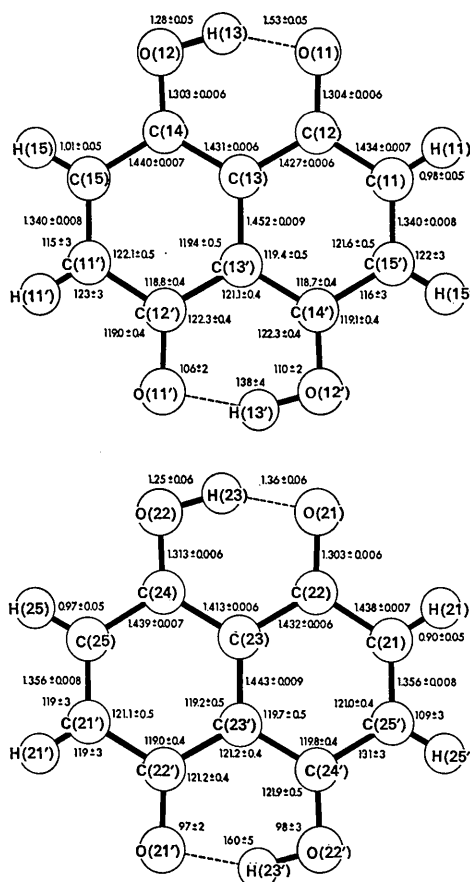 1.28±0.05 H(13) 1.53±0.05
O(12) O(11)
1.303±0.006 1.304±0.006
H(15) 1.01±0.05 C(14) 1.431±0.006 C(12) 1.434±0.007 H(11)
1.440±0.007 C(13) 1.427±0.006 0.98±0.05
C(15) C(11)
1.340±0.008 1.452±0.009 1.340±0.008
115±3 122.1±0.5 119.4±0.5 119.4±0.5 121.6±0.5 122±3
C(11') C(13') C(15')
H(11') 123±3 118.8±0.4 121.1±0.4 118.7±0.4 116±3 H(15
C(12') C(14')
119.0±0.4 122.3±0.4 122.3±0.4 119.1±0.4
106±2 110±2
O(11') 138±4 O(12')
H(13')
1.25±0.06 H(23) 1.36±0.06
O(22) O(21)
1.313±0.006 1.303±0.006
H(25) 0.97±0.05 C(24) 1.413±0.006 C(22) 1.438±0.007 H(21)
1.439±0.007 C(23) 1.432±0.006 0.90±0.05
C(25) C(21)
1.356±0.008 1.443±0.009 1.356±0.008
119±3 121.1±0.5 119.2±0.5 119.7±0.5 121.0±0.4 109±3
C(21') C(23') C(25')
H(21') 119±3 119.0±0.4 121.2±0.4 119.8±0.4 131±3 H(25'
C(22') C(24')
121.2±0.4 121.9±0.5
97±2 98±3
O(21') 160±5 O(22')
H(23')